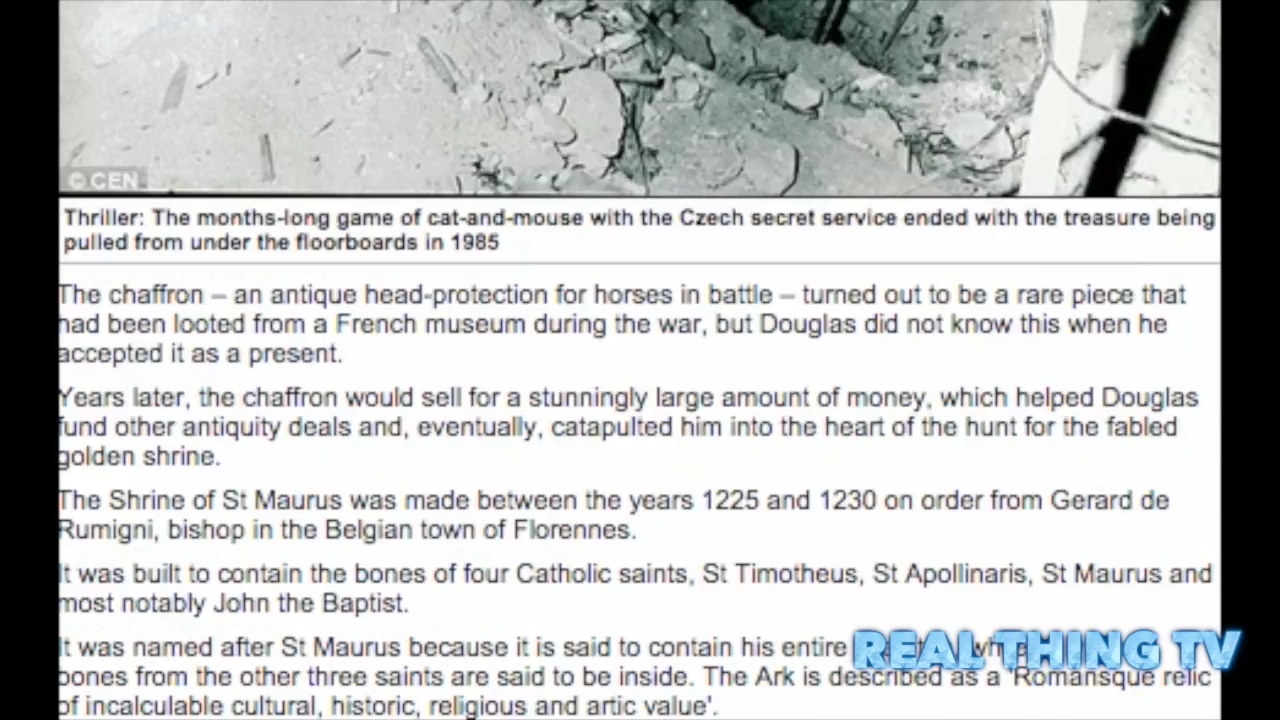 © CEN
Thriller: The months-long game of cat-and-mouse with the Czech secret service ended with the treasure being
pulled from under the floorboards in 1985
The chaffron – an antique head-protection for horses in battle – turned out to be a rare piece that
had been looted from a French museum during the war, but Douglas did not know this when he
accepted it as a present.
Years later, the chaffron would sell for a stunningly large amount of money, which helped Douglas
fund other antiquity deals and, eventually, catapulted him into the heart of the hunt for the fabled
golden shrine.
The Shrine of St Maurus was made between the years 1225 and 1230 on order from Gerard de
Rumigni, bishop in the Belgian town of Florennes.
It was built to contain the bones of four Catholic saints, St Timotheus, St Apollinaris, St Maurus and
most notably John the Baptist.
It was named after St Maurus because it is said to contain his entire
REAL THING TV
bones from the other three saints are said to be inside. The Ark is described as a 'Romansque relic
of incalculable cultural, historic, religious and artic value'.